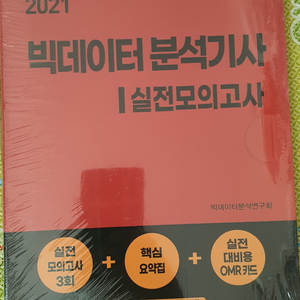 2021
빅데이터 분석기사
실전모의고사
빅데이터분석연구회
실전
모의고사
3회
+
핵심
요약집
+
실전
대비용
OMR카드